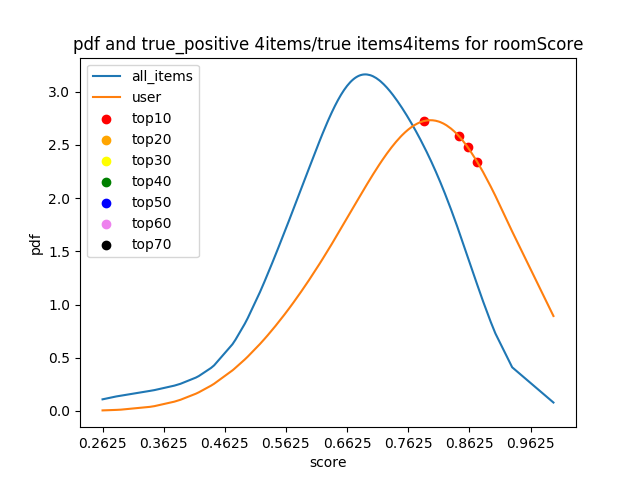 pdf and true_positive 4items/true items4items for roomScore
all_items
user
top10
top20
top30
top40
top50
top60
top70
3.0
2.5
2.0
1.5
1.0
0.5
0.0
pdf
0.2625 0.3625 0.4625 0.5625 0.6625 0.7625 0.8625 0.9625
score